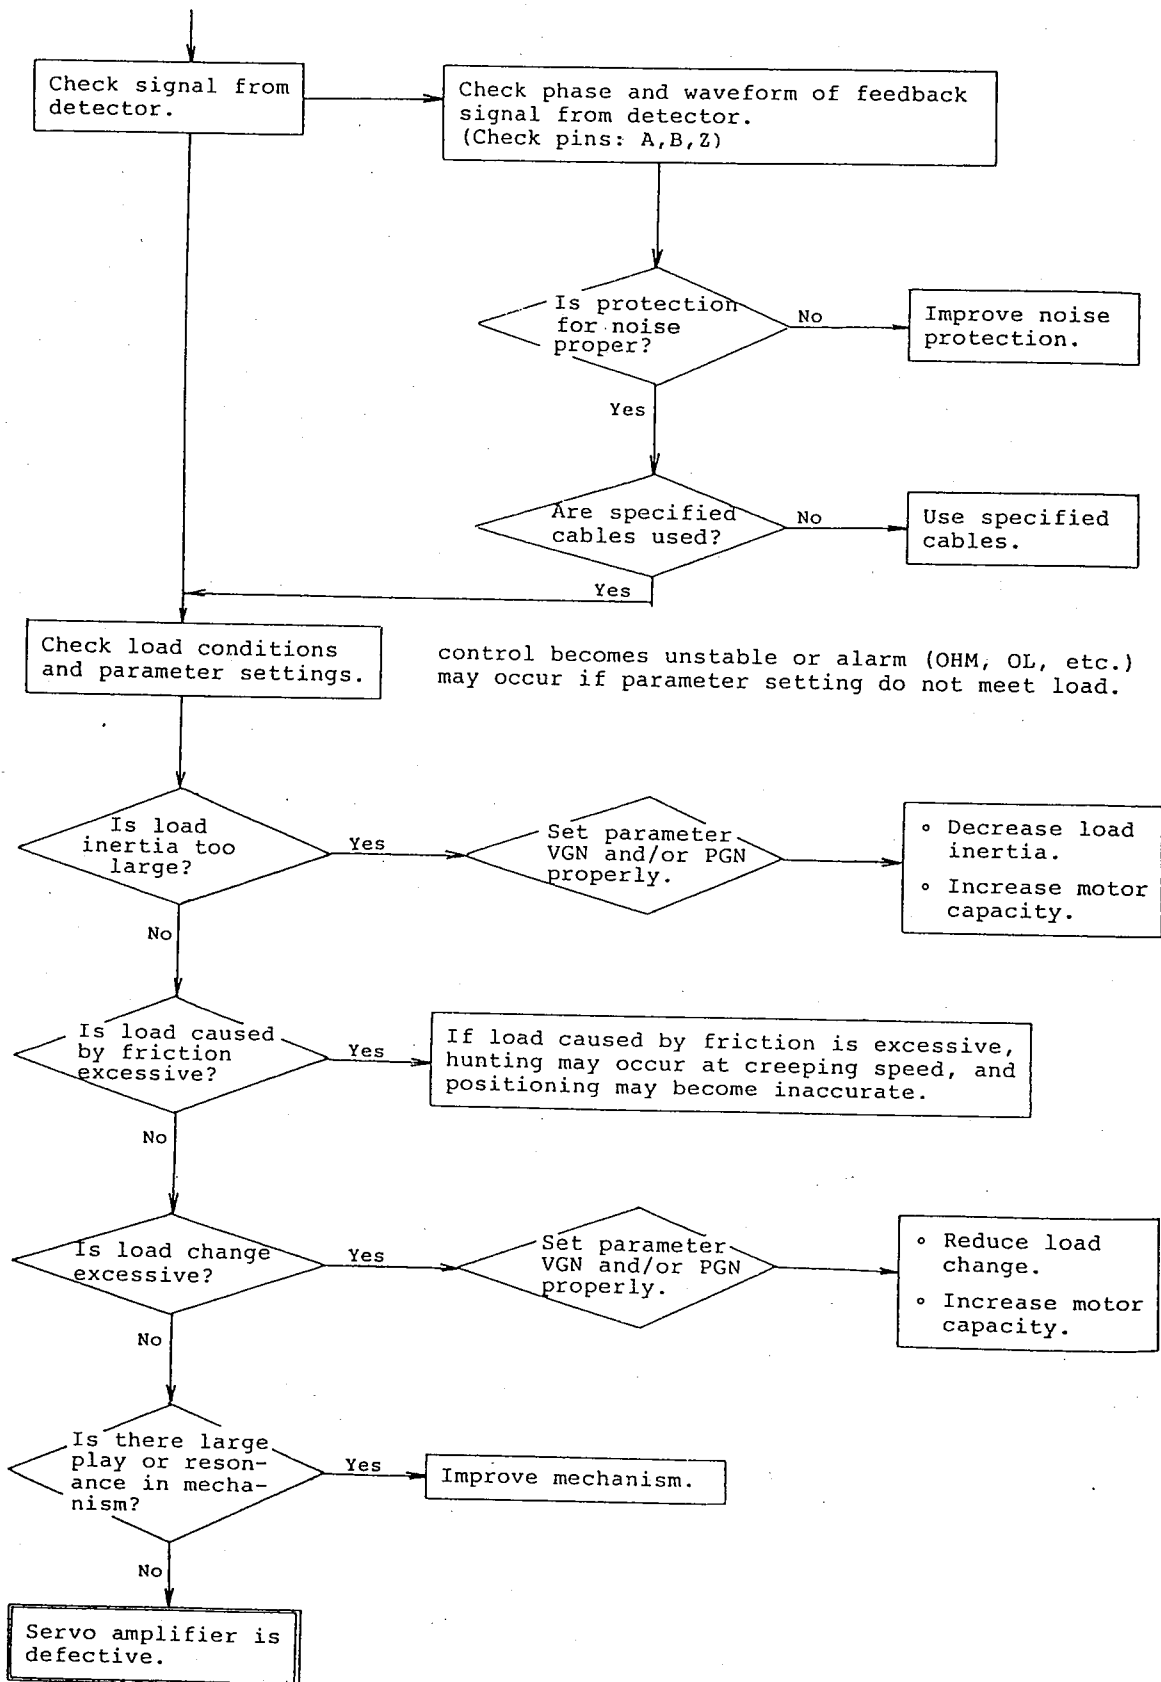 Check signal from
detector.
Check phase and waveform of feedback
signal from detector.
(Check pins: A,B,Z)
Is protection
for noise
proper?
No
Improve noise
protection.
Yes
Are specified
cables used?
No
Use specified
cables.
Yes
Check load conditions
and parameter settings.
control becomes unstable or alarm (OHM, OL, etc.)
may occur if parameter setting do not meet load.
Is load
inertia too
large?
Yes
Set parameter
VGN and/or PGN
properly.
∘ Decrease load
inertia.
∘ Increase motor
capacity.
No
Is load caused
by friction
excessive?
Yes
If load caused by friction is excessive,
hunting may occur at creeping speed, and
positioning may become inaccurate.
No
Is load change
excessive?
Yes
Set parameter
VGN and/or PGN
properly.
∘ Reduce load
change.
∘ Increase motor
capacity.
No
Is there large
play or reson-
ance in mecha-
nism?
Yes
Improve mechanism.
No
Servo amplifier is
defective.